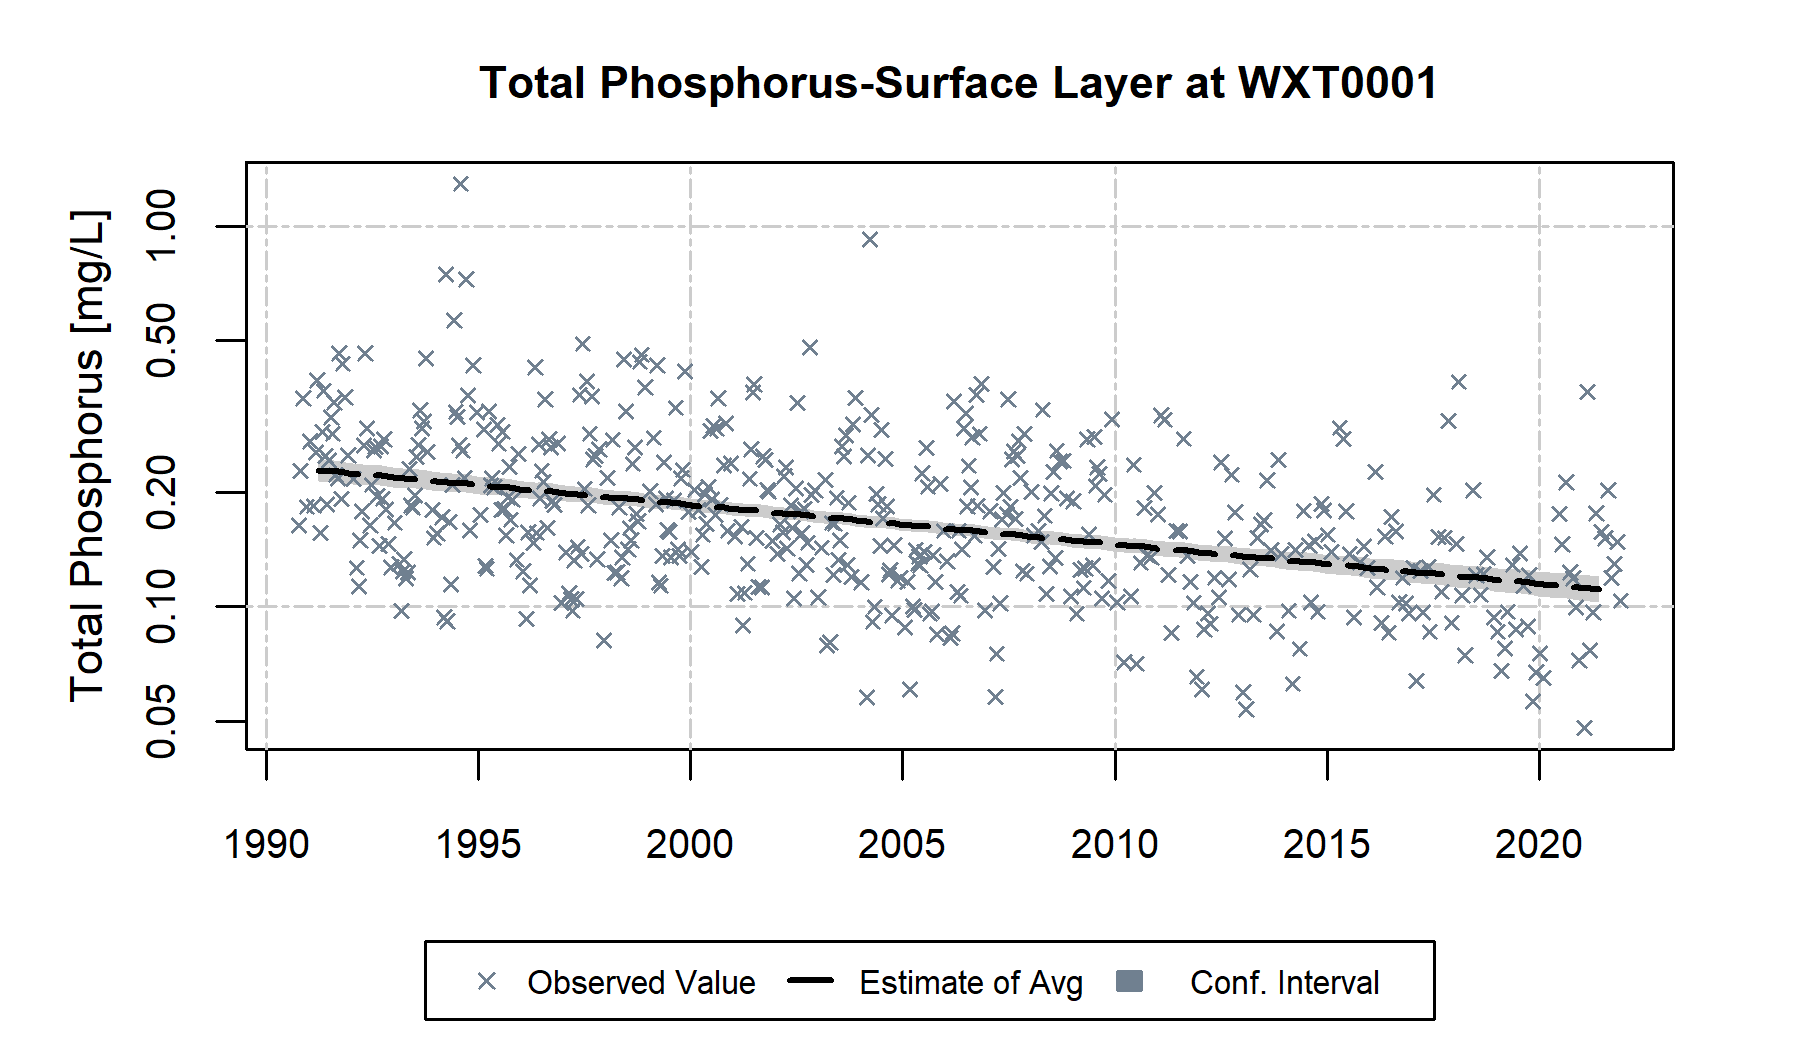 Total Phosphorus-Surface Layer at WXT0001
Total Phosphorus [mg/L]
1.00
0.50
0.20
0.10
0.05
1990 1995 2000 2005 2010 2015 2020
Observed Value Estimate of Avg Conf. Interval